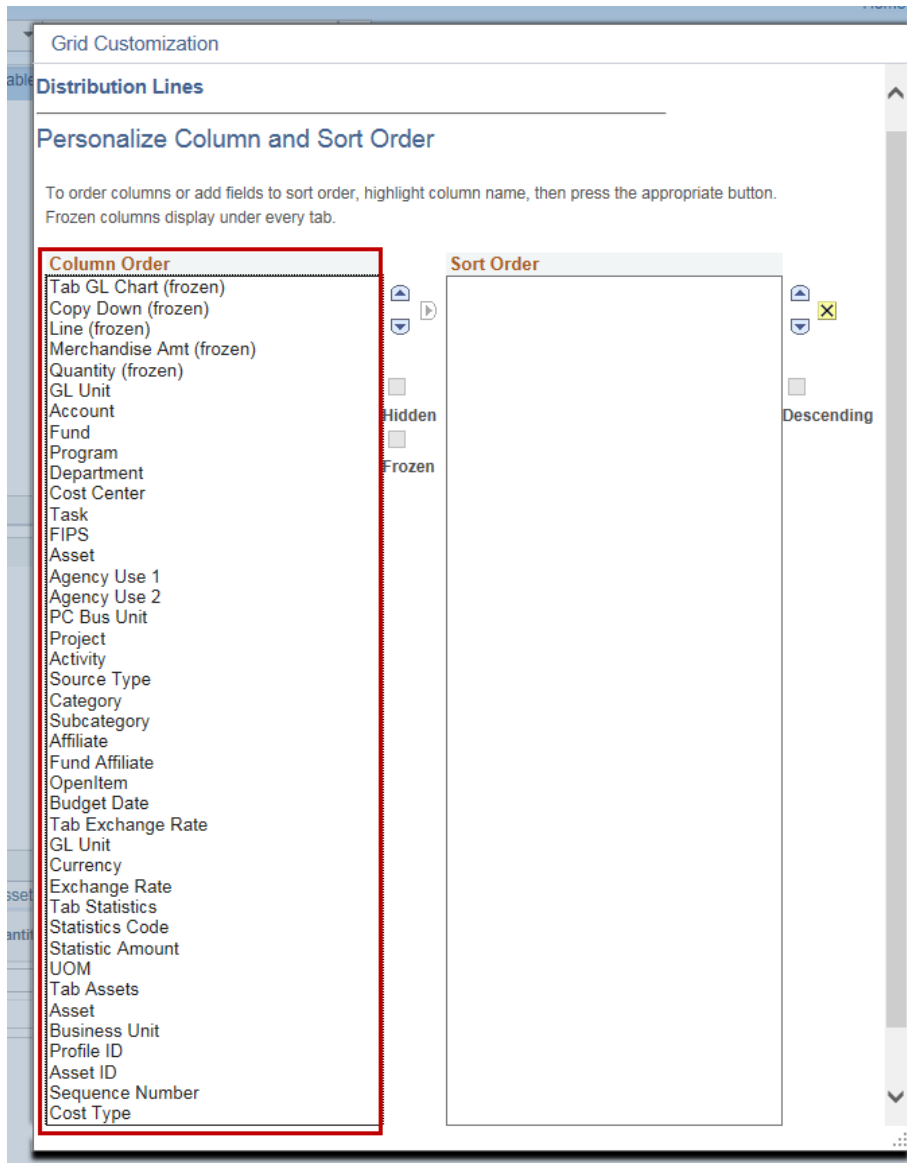 Grid Customization
Distribution Lines
Personalize Column and Sort Order
To order columns or add fields to sort order, highlight column name, then press the appropriate button.
Frozen columns display under every tab.
Column Order
Tab GL Chart (frozen)
Copy Down (frozen)
Line (frozen)
Merchandise Amt (frozen)
Quantity (frozen)
GL Unit
Account
Fund
Program
Department
Cost Center
Task
FIPS
Asset
Agency Use 1
Agency Use 2
PC Bus Unit
Project
Activity
Source Type
Category
Subcategory
Affiliate
Fund Affiliate
OpenItem
Budget Date
Tab Exchange Rate
GL Unit
Currency
Exchange Rate
Tab Statistics
Statistics Code
Statistic Amount
UOM
Tab Assets
Asset
Business Unit
Profile ID
Asset ID
Sequence Number
Cost Type
Hidden
Frozen
Sort Order
Descending